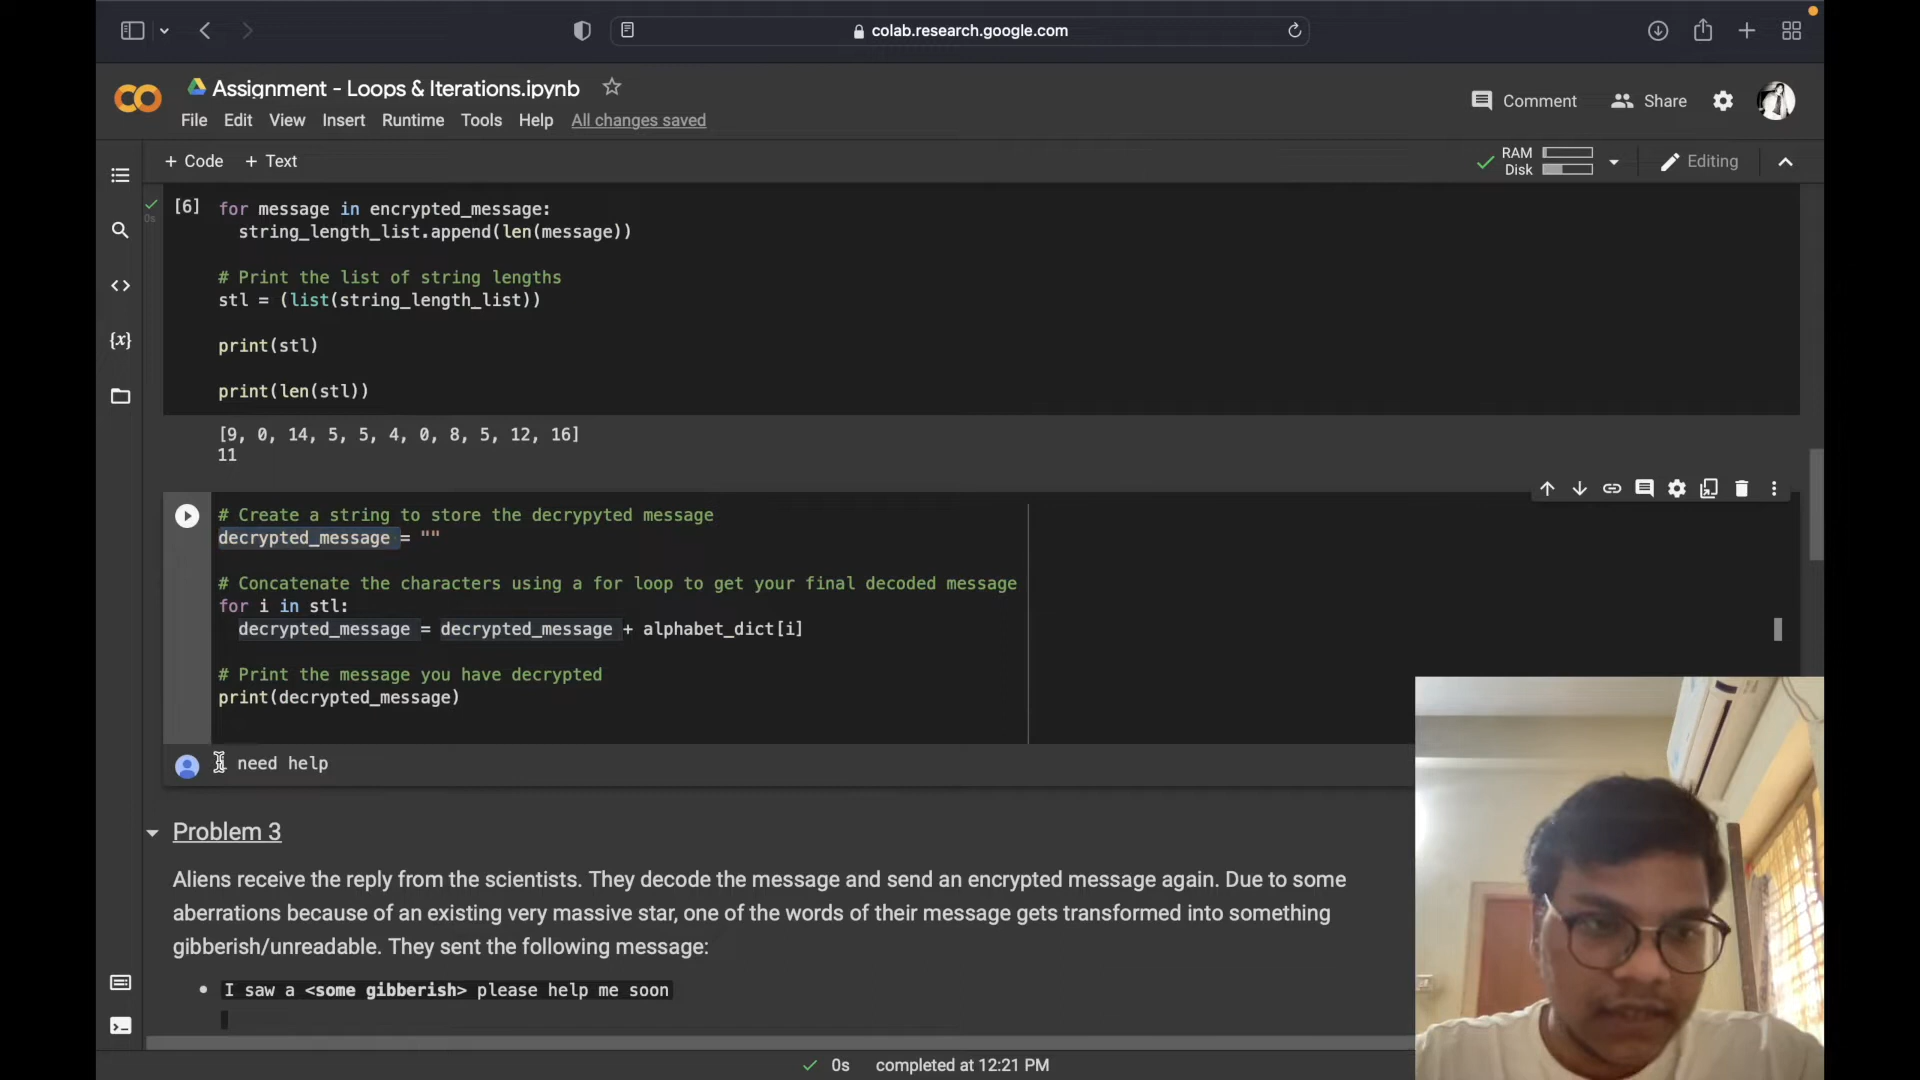 colab.research.google.com
Assignment - Loops & Iterations.ipynb
File Edit View Insert Runtime Tools Help All changes saved
Comment Share
+ Code + Text
RAM
Disk
Editing
[6] for message in encrypted_message:
string_length_list.append(len(message))
# Print the list of string lengths
stl = (list(string_length_list))
print(stl)
print(len(stl))
0s
[9, 0, 14, 5, 5, 4, 0, 8, 5, 12, 16]
11
# Create a string to store the decrypyted message
decrypted_message = ""
# Concatenate the characters using a for loop to get your final decoded message
for i in stl:
decrypted_message = decrypted_message + alphabet_dict[i]
# Print the message you have decrypted
print(decrypted_message)
need help
Problem 3
Aliens receive the reply from the scientists. They decode the message and send an encrypted message again. Due to some
aberrations because of an existing very massive star, one of the words of their message gets transformed into something
gibberish/unreadable. They sent the following message:
• I saw a <some gibberish> please help me soon
0s completed at 12:21 PM